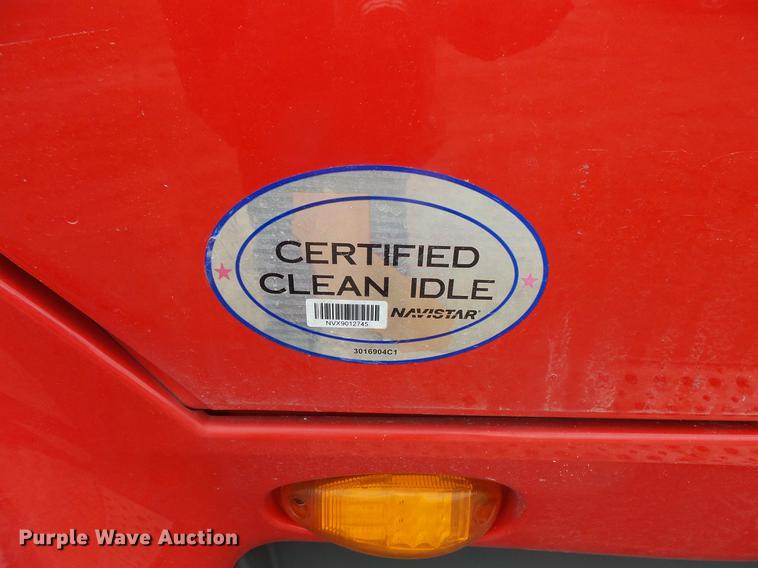 CERTIFIED
CLEAN IDLE
NAVISTAR®
NVX9012745
3016904C1
Purple Wave Auction